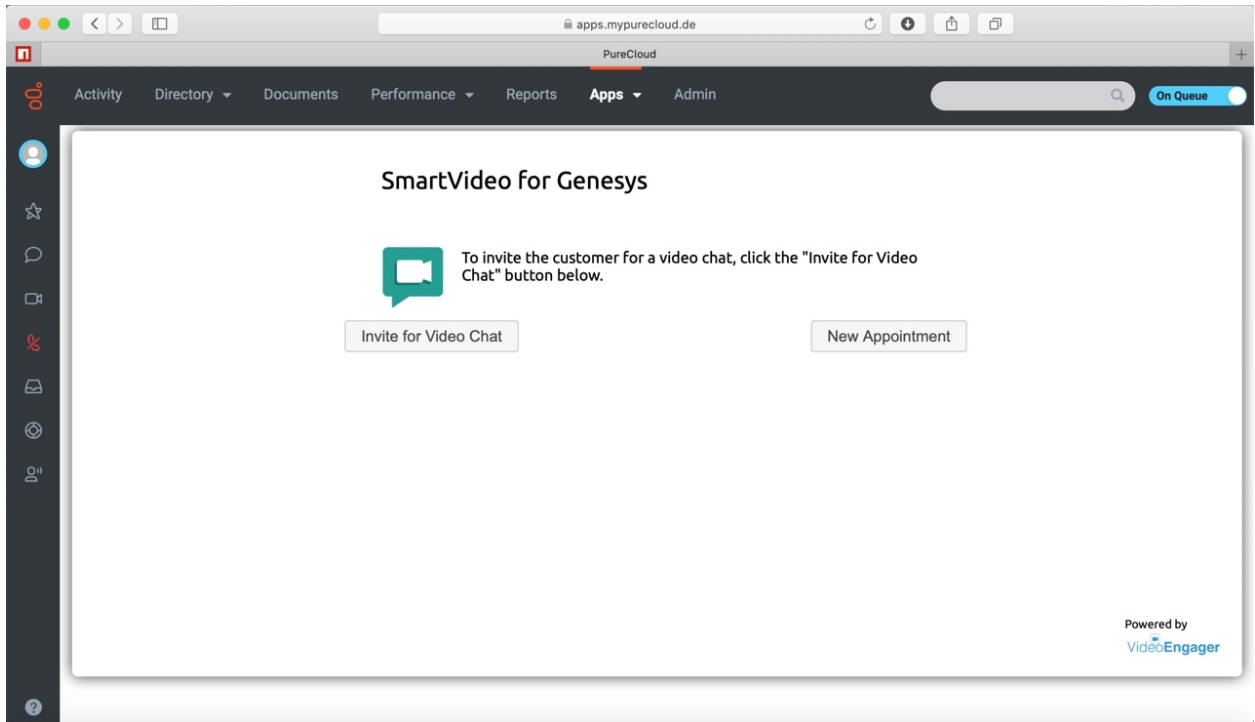 apps.mypurecloud.de
PureCloud
Activity Directory Documents Performance Reports Apps Admin On Queue
SmartVideo for Genesys
To invite the customer for a video chat, click the "Invite for Video
Chat" button below.
Invite for Video Chat New Appointment
Powered by
VideoEngager